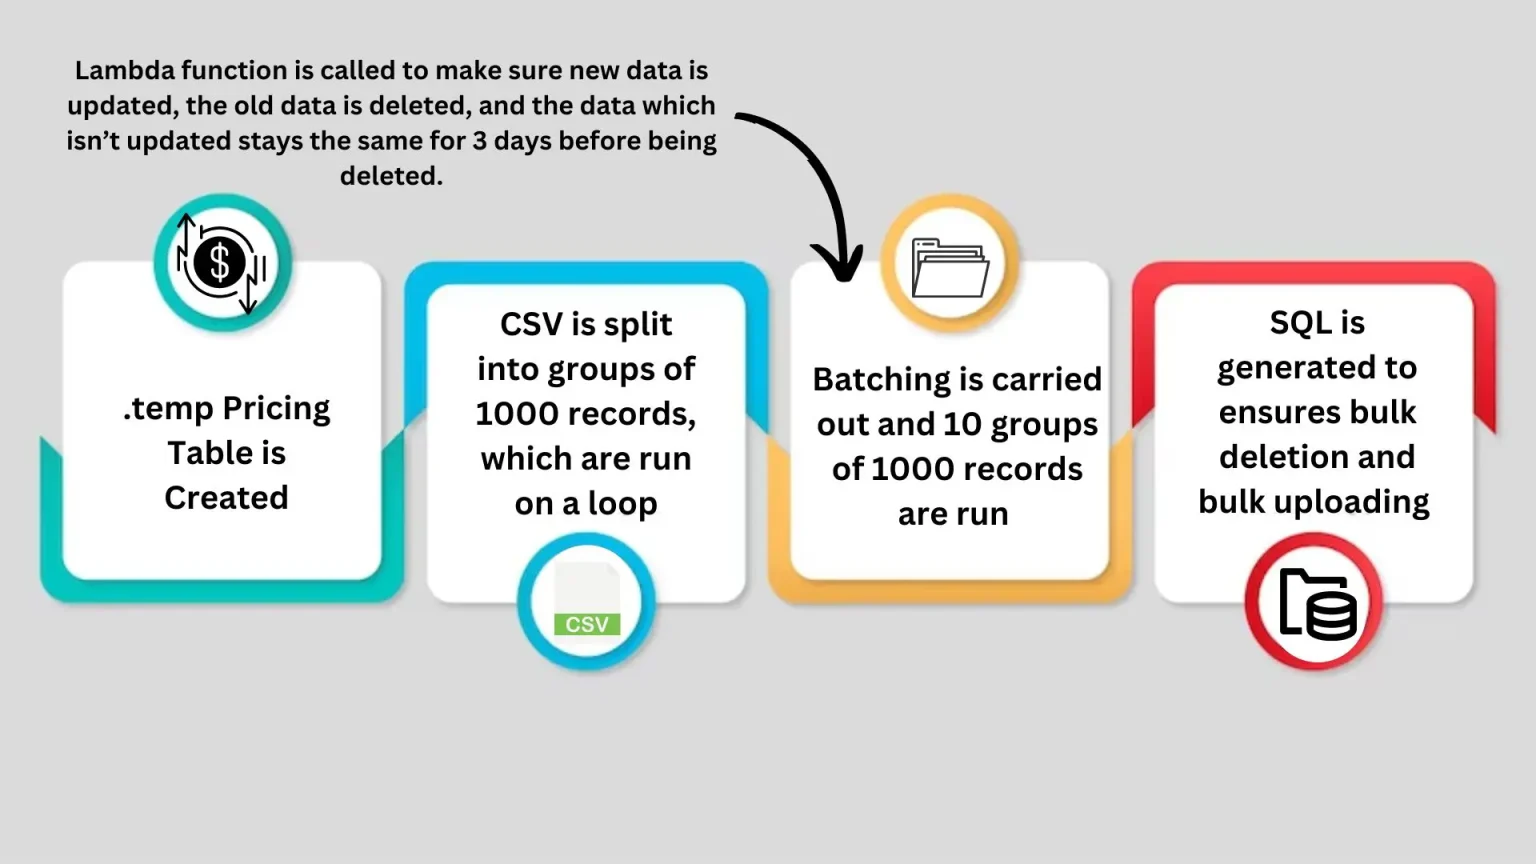 Lambda function is called to make sure new data is
updated, the old data is deleted, and the data which
isn’t updated stays the same for 3 days before being
deleted.
$
.temp Pricing
Table is
Created
CSV is split
into groups of
1000 records,
which are run
on a loop
CSV
Batching is carried
out and 10 groups
of 1000 records
are run
SQL is
generated to
ensures bulk
deletion and
bulk uploading